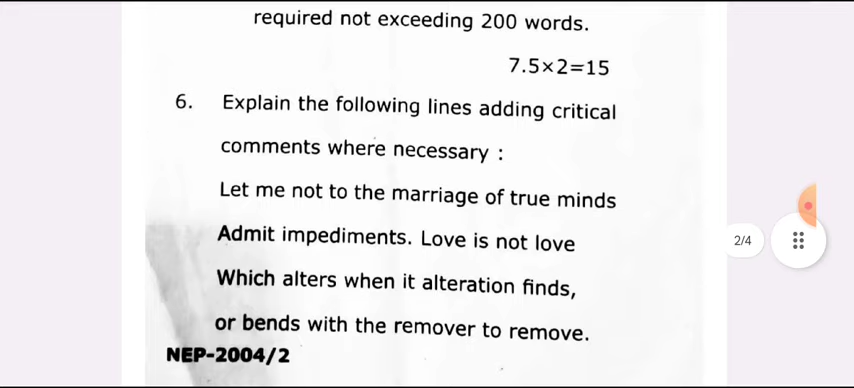 required not exceeding 200 words.
7.5×2=15
6. Explain the following lines adding critical
comments where necessary :
Let me not to the marriage of true minds
Admit impediments. Love is not love
Which alters when it alteration finds,
or bends with the remover to remove.
NEP-2004/2
2/4